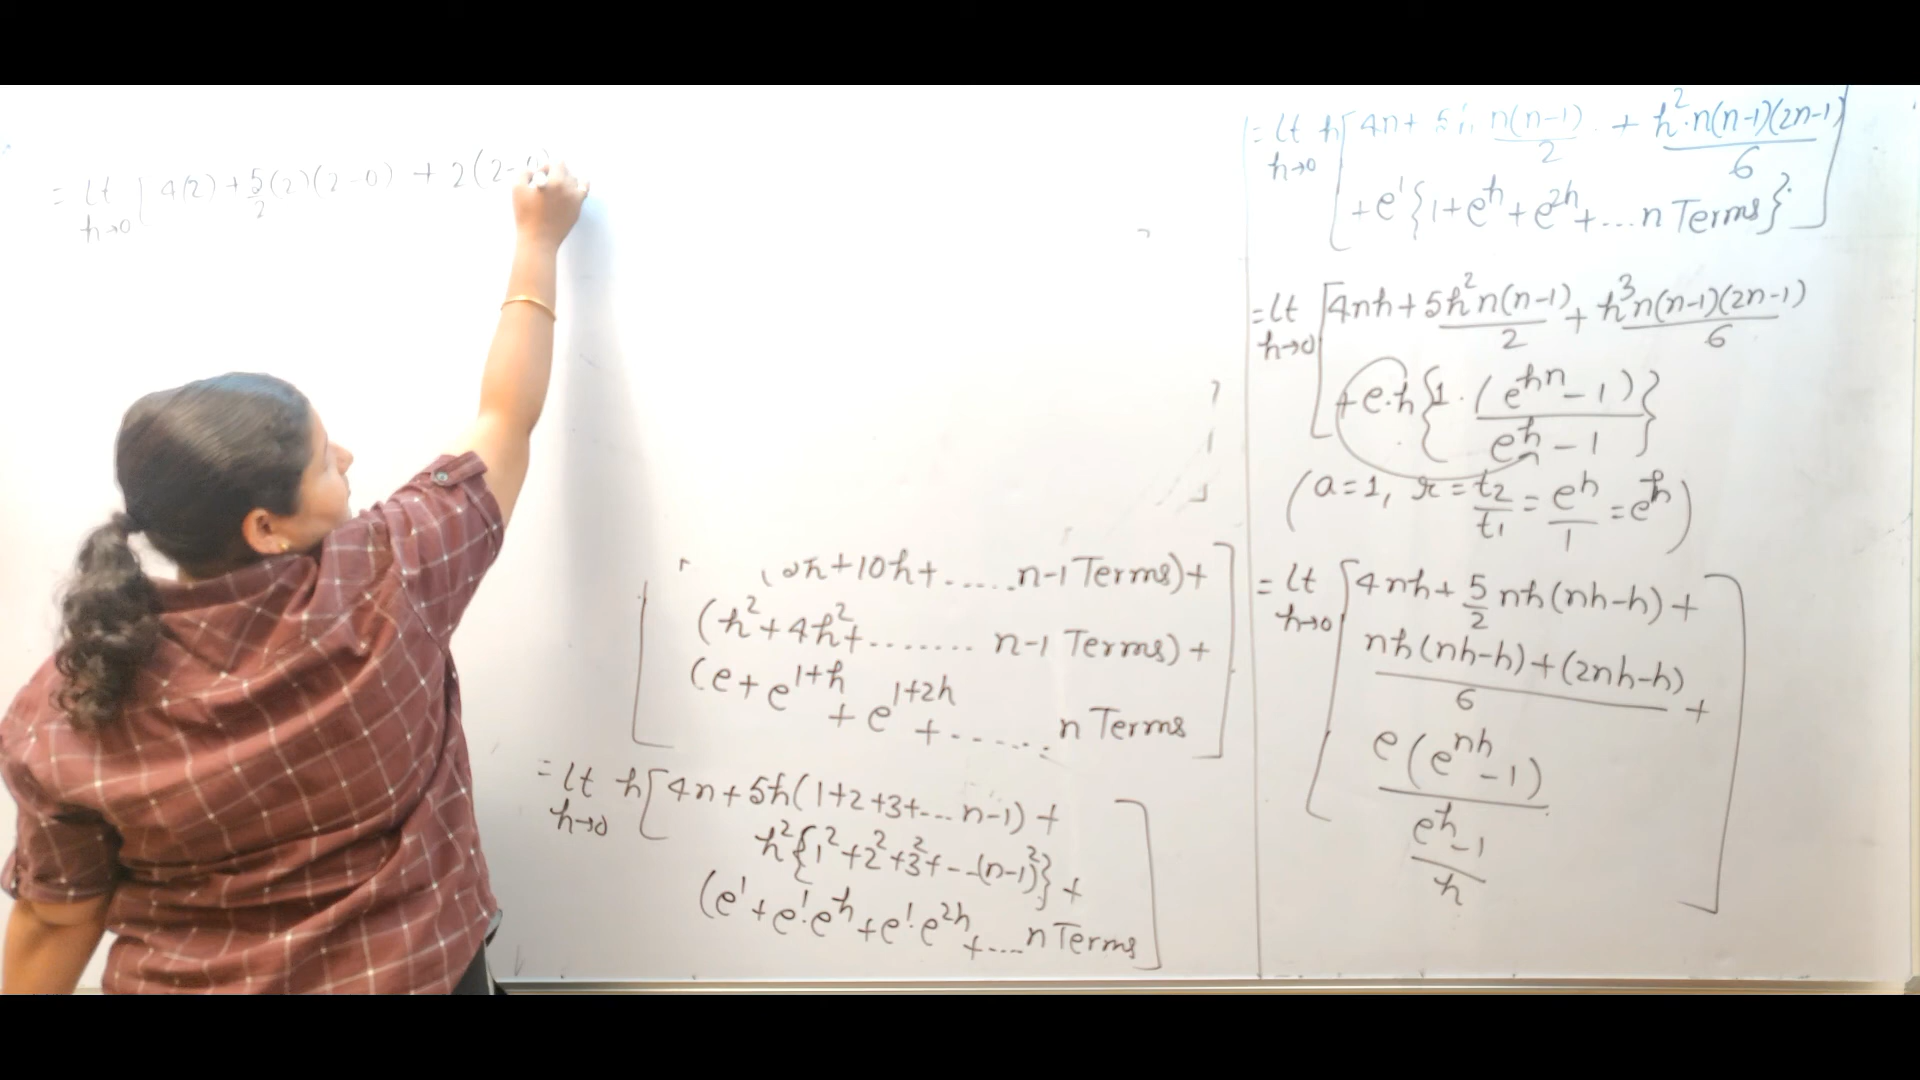 = lt [ 4(2) + 5/2 (2)(2-0) + 2(2-
h→0
5h+10h+.....n-1 Terms)+
(h²+4h²+........ n-1 Terms)+
(e+e^{1+h}+e^{1+2h}+......n Terms
= lt h[4n+5h(1+2+3+...n-1)+
h→0
h²{1²+2²+3²+--(n-1)²}+
(e¹+e¹.e^h+e¹.e^{2h}+....n Terms
= lt h[4n+ 5h n(n-1)/2 + h².n(n-1)(2n-1)/6
h→0
+e¹{1+e^h+e^{2h}+...n Terms}]
= lt [4nh+5h²n(n-1)/2 + h³n(n-1)(2n-1)/6
h→0
+e.h{1.(e^{hn}-1)/(e^h-1)}
(a=1, r=t₂/t₁=e^h/1=e^h)
= lt [4nh+5/2 nh(nh-h)+
h→0
nh(nh-h)+(2nh-h)/6 +
e(e^{nh}-1)
e^h-1
h